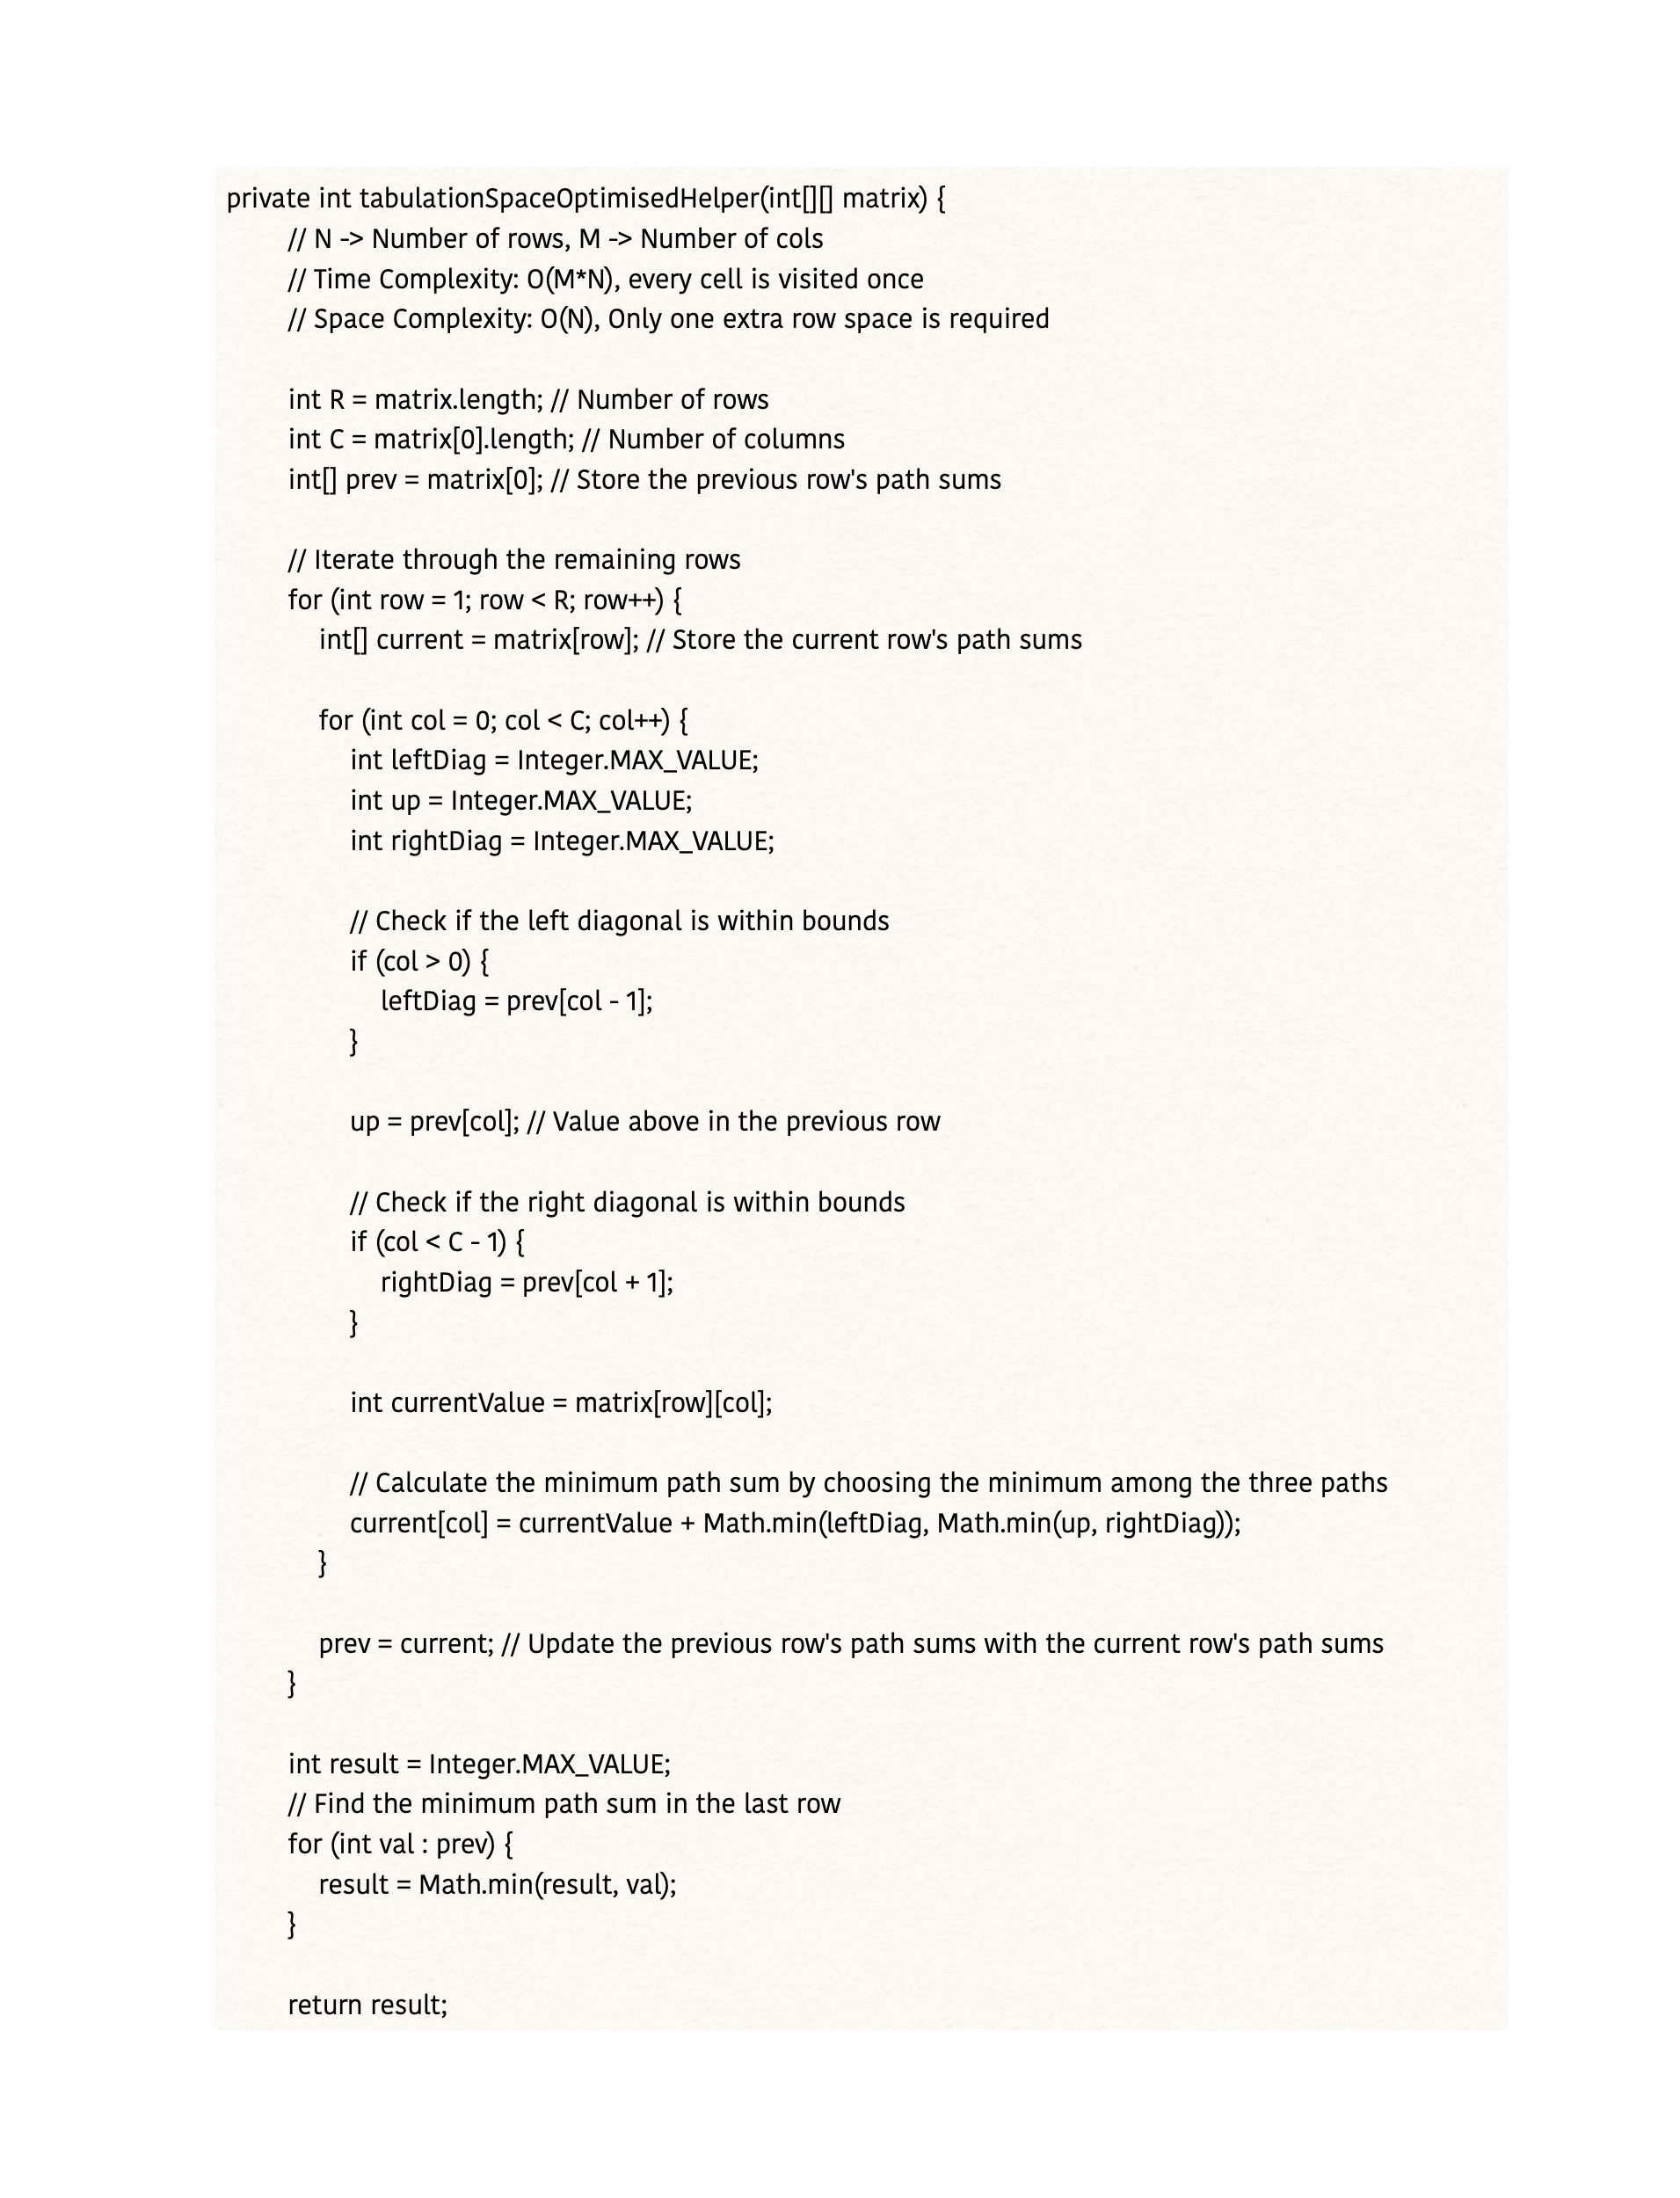 private int tabulationSpaceOptimisedHelper(int[][] matrix) {
// N -> Number of rows, M -> Number of cols
// Time Complexity: O(M*N), every cell is visited once
// Space Complexity: O(N), Only one extra row space is required
int R = matrix.length; // Number of rows
int C = matrix[0].length; // Number of columns
int[] prev = matrix[0]; // Store the previous row's path sums
// Iterate through the remaining rows
for (int row = 1; row < R; row++) {
int[] current = matrix[row]; // Store the current row's path sums
for (int col = 0; col < C; col++) {
int leftDiag = Integer.MAX_VALUE;
int up = Integer.MAX_VALUE;
int rightDiag = Integer.MAX_VALUE;
// Check if the left diagonal is within bounds
if (col > 0) {
leftDiag = prev[col - 1];
}
up = prev[col]; // Value above in the previous row
// Check if the right diagonal is within bounds
if (col < C - 1) {
rightDiag = prev[col + 1];
}
int currentValue = matrix[row][col];
// Calculate the minimum path sum by choosing the minimum among the three paths
current[col] = currentValue + Math.min(leftDiag, Math.min(up, rightDiag));
}
prev = current; // Update the previous row's path sums with the current row's path sums
}
int result = Integer.MAX_VALUE;
// Find the minimum path sum in the last row
for (int val : prev) {
result = Math.min(result, val);
}
return result;